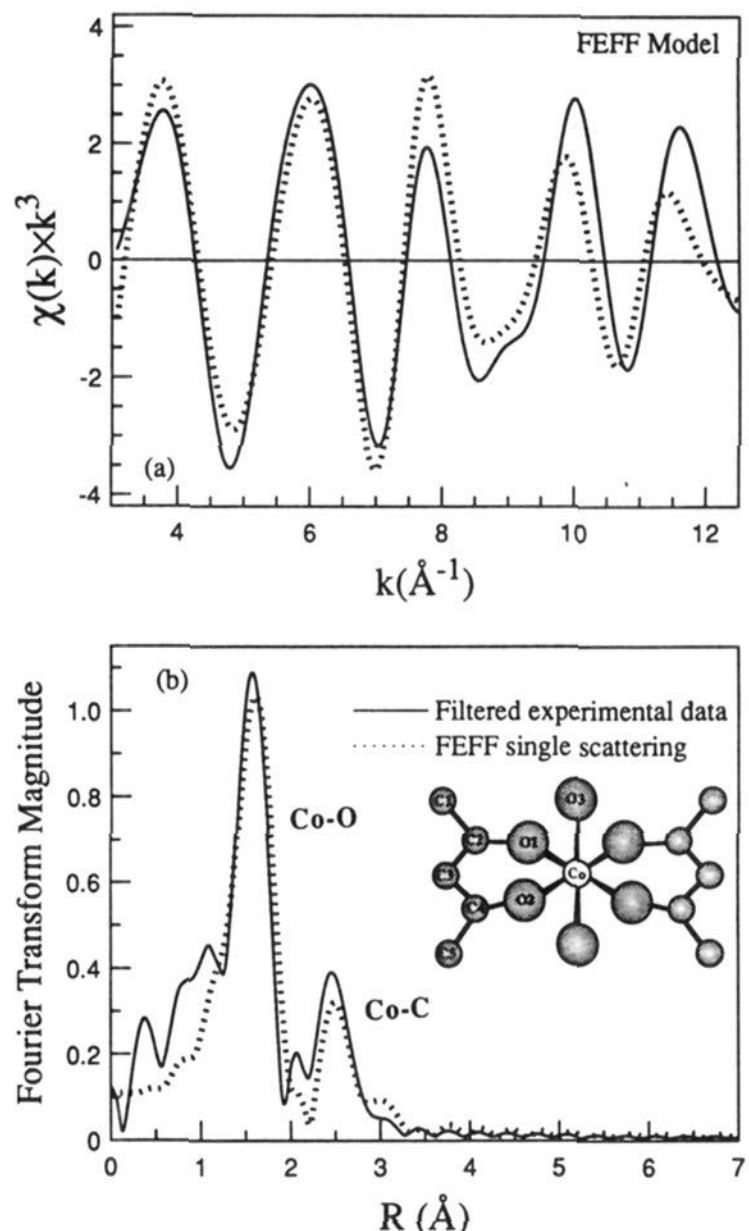 4
FEFF Model
2
0
-2
-4
χ(k)×k³
(a)
4 6 8 10 12
k(Å⁻¹)
(b)
1.0
0.8
0.6
0.4
0.2
0
Fourier Transform Magnitude
Filtered experimental data
FEFF single scattering
Co-O
Co-C
C1
O3
C2
O1
C3
Co
C4
O2
C5
0 1 2 3 4 5 6 7
R (Å)